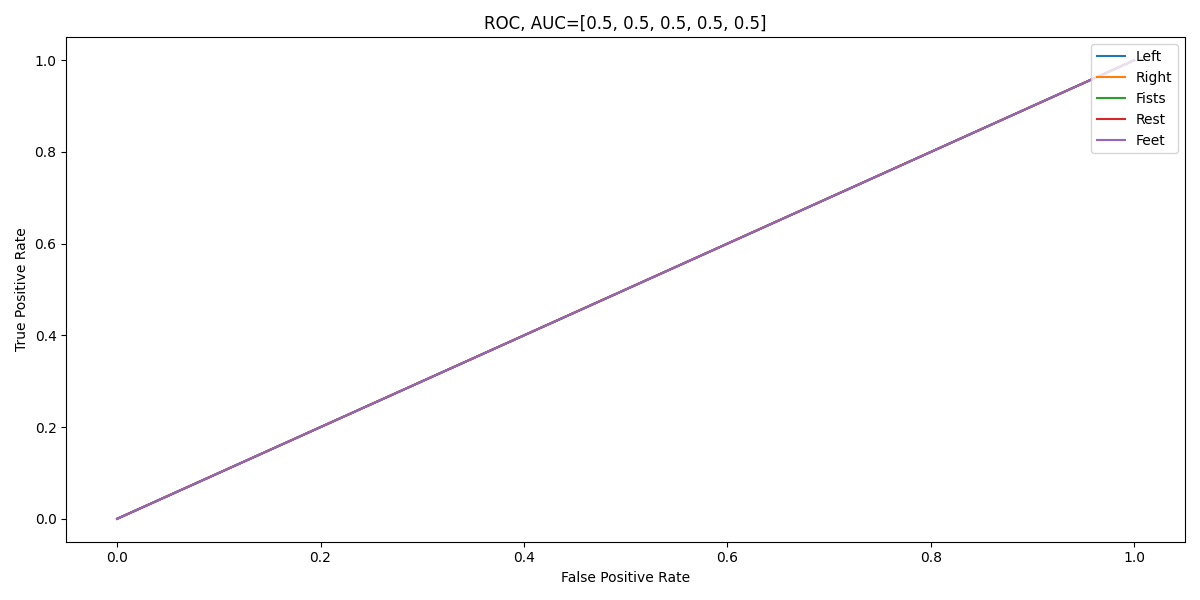 ROC, AUC=[0.5, 0.5, 0.5, 0.5, 0.5]
Left
Right
Fists
Rest
Feet
True Positive Rate
1.0
0.8
0.6
0.4
0.2
0.0
0.0 0.2 0.4 0.6 0.8 1.0
False Positive Rate